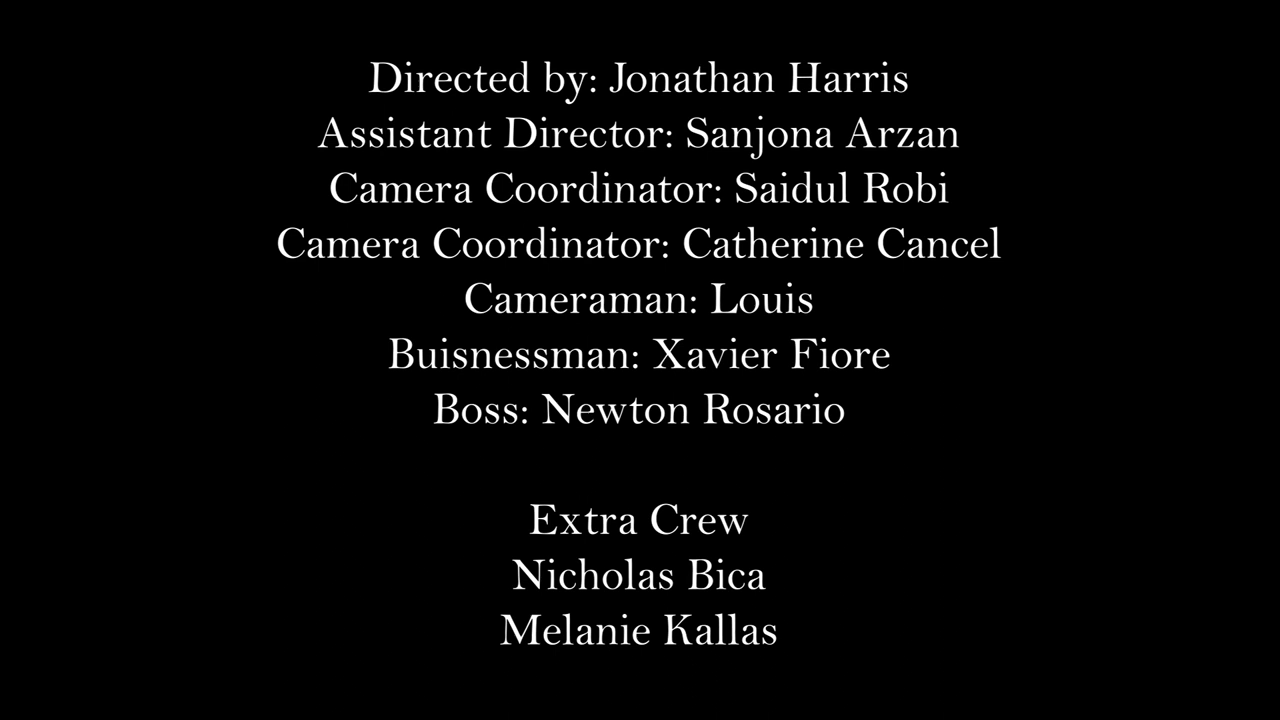 Directed by: Jonathan Harris
Assistant Director: Sanjona Arzan
Camera Coordinator: Saidul Robi
Camera Coordinator: Catherine Cancel
Cameraman: Louis
Buisnessman: Xavier Fiore
Boss: Newton Rosario
Extra Crew
Nicholas Bica
Melanie Kallas